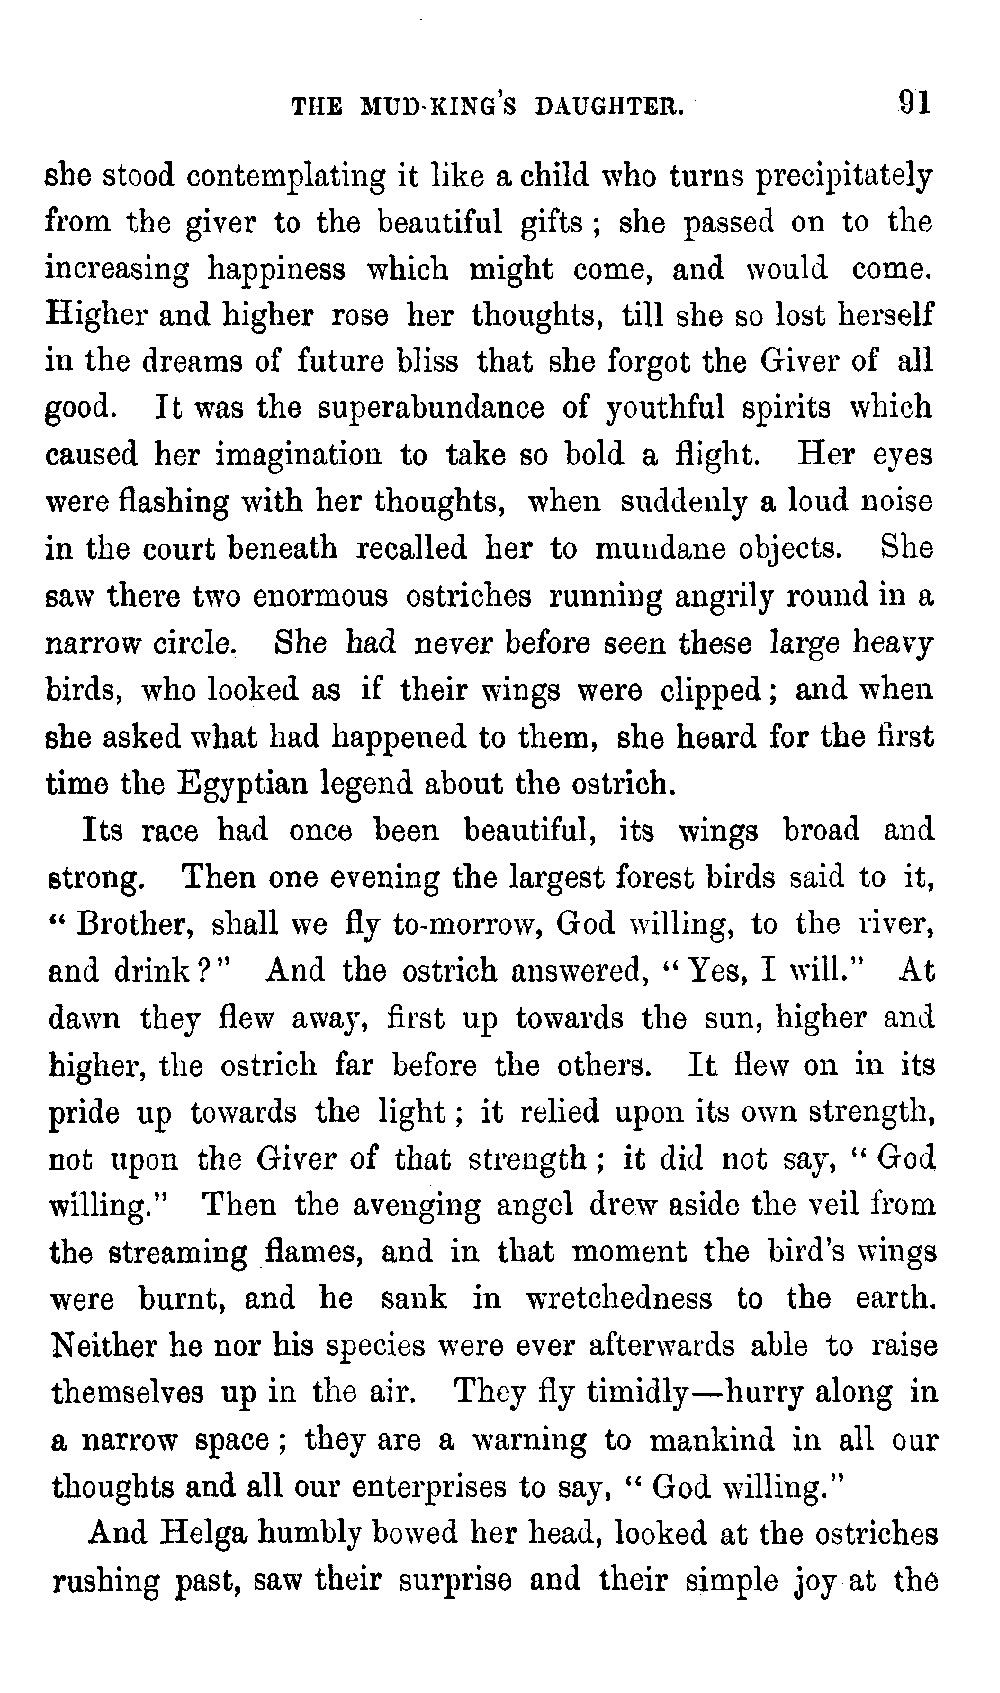 THE MUD-KING'S DAUGHTER. 91
she stood contemplating it like a child who turns precipitately
from the giver to the beautiful gifts ; she passed on to the
increasing happiness which might come, and would come.
Higher and higher rose her thoughts, till she so lost herself
in the dreams of future bliss that she forgot the Giver of all
good. It was the superabundance of youthful spirits which
caused her imagination to take so bold a flight. Her eyes
were flashing with her thoughts, when suddenly a loud noise
in the court beneath recalled her to mundane objects. She
saw there two enormous ostriches running angrily round in a
narrow circle. She had never before seen these large heavy
birds, who looked as if their wings were clipped ; and when
she asked what had happened to them, she heard for the first
time the Egyptian legend about the ostrich.
Its race had once been beautiful, its wings broad and
strong. Then one evening the largest forest birds said to it,
“ Brother, shall we fly to-morrow, God willing, to the river,
and drink ?” And the ostrich answered, “ Yes, I will.” At
dawn they flew away, first up towards the sun, higher and
higher, the ostrich far before the others. It flew on in its
pride up towards the light ; it relied upon its own strength,
not upon the Giver of that strength ; it did not say, “ God
willing.” Then the avenging angel drew aside the veil from
the streaming flames, and in that moment the bird's wings
were burnt, and he sank in wretchedness to the earth.
Neither he nor his species were ever afterwards able to raise
themselves up in the air. They fly timidly—hurry along in
a narrow space ; they are a warning to mankind in all our
thoughts and all our enterprises to say, “ God willing.”
And Helga humbly bowed her head, looked at the ostriches
rushing past, saw their surprise and their simple joy at the